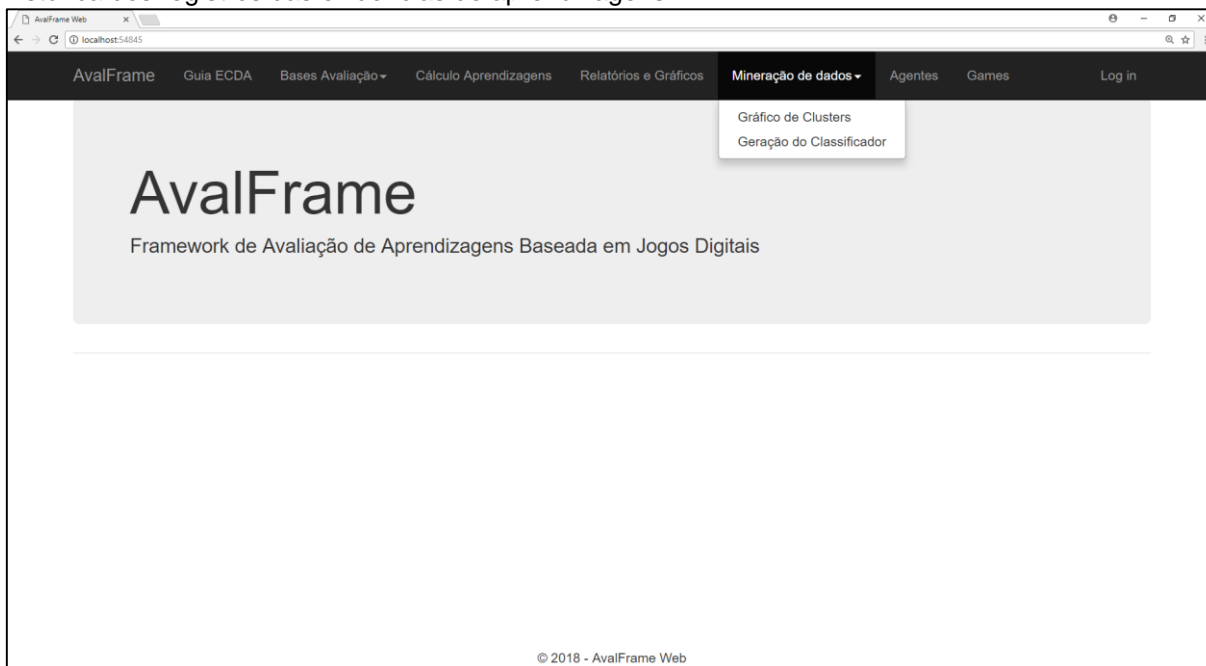 AvalFrame Web
localhost:54845
AvalFrame Guia ECDA Bases Avaliação Cálculo Aprendizagens Relatórios e Gráficos Mineração de dados Agentes Games Log in
Gráfico de Clusters
Geração do Classificador
AvalFrame
Framework de Avaliação de Aprendizagens Baseada em Jogos Digitais
© 2018 - AvalFrame Web